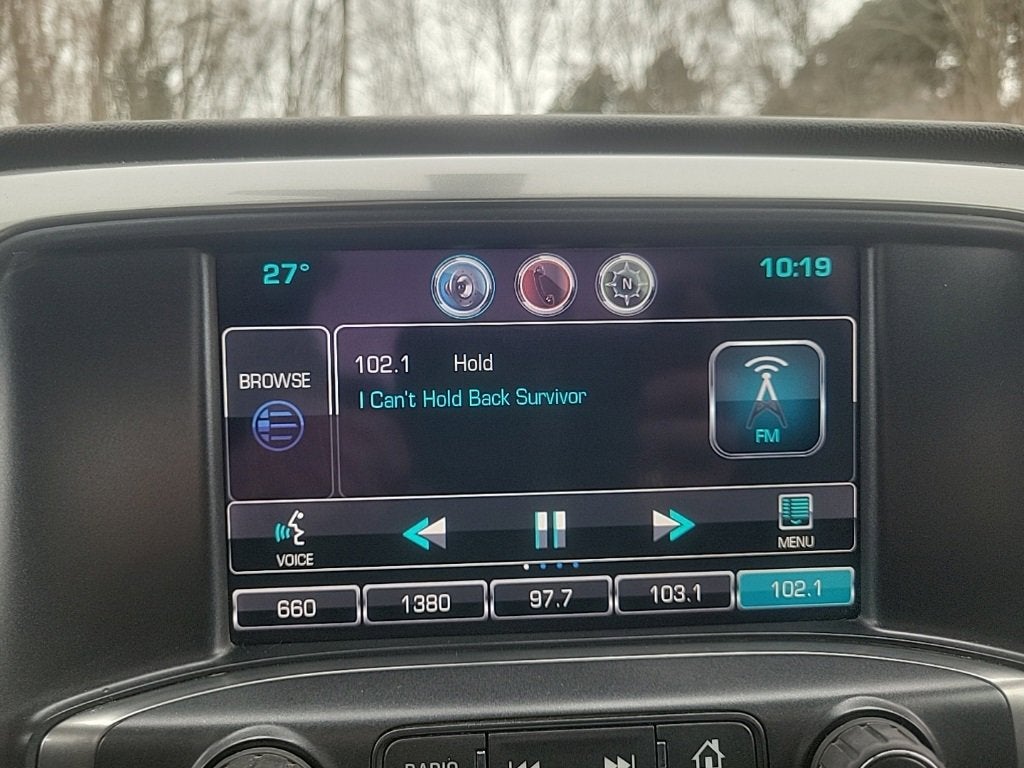 27° 10:19
N
BROWSE
102.1 Hold
I Can't Hold Back Survivor
FM
VOICE
MENU
660 1380 97.7 103.1 102.1
RADIO